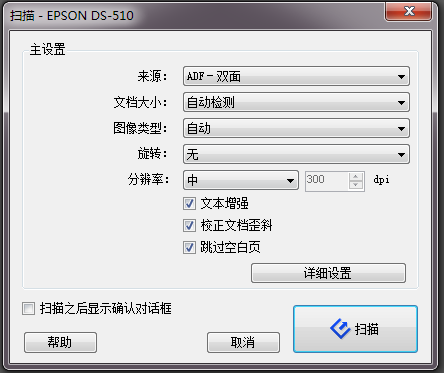 扫描 - EPSON DS-510
主设置
来源: ADF - 双面
文档大小: 自动检测
图像类型: 自动
旋转: 无
分辨率: 中 300 dpi
文本增强
校正文档歪斜
跳过空白页
详细设置
扫描之后显示确认对话框
扫描
帮助 取消